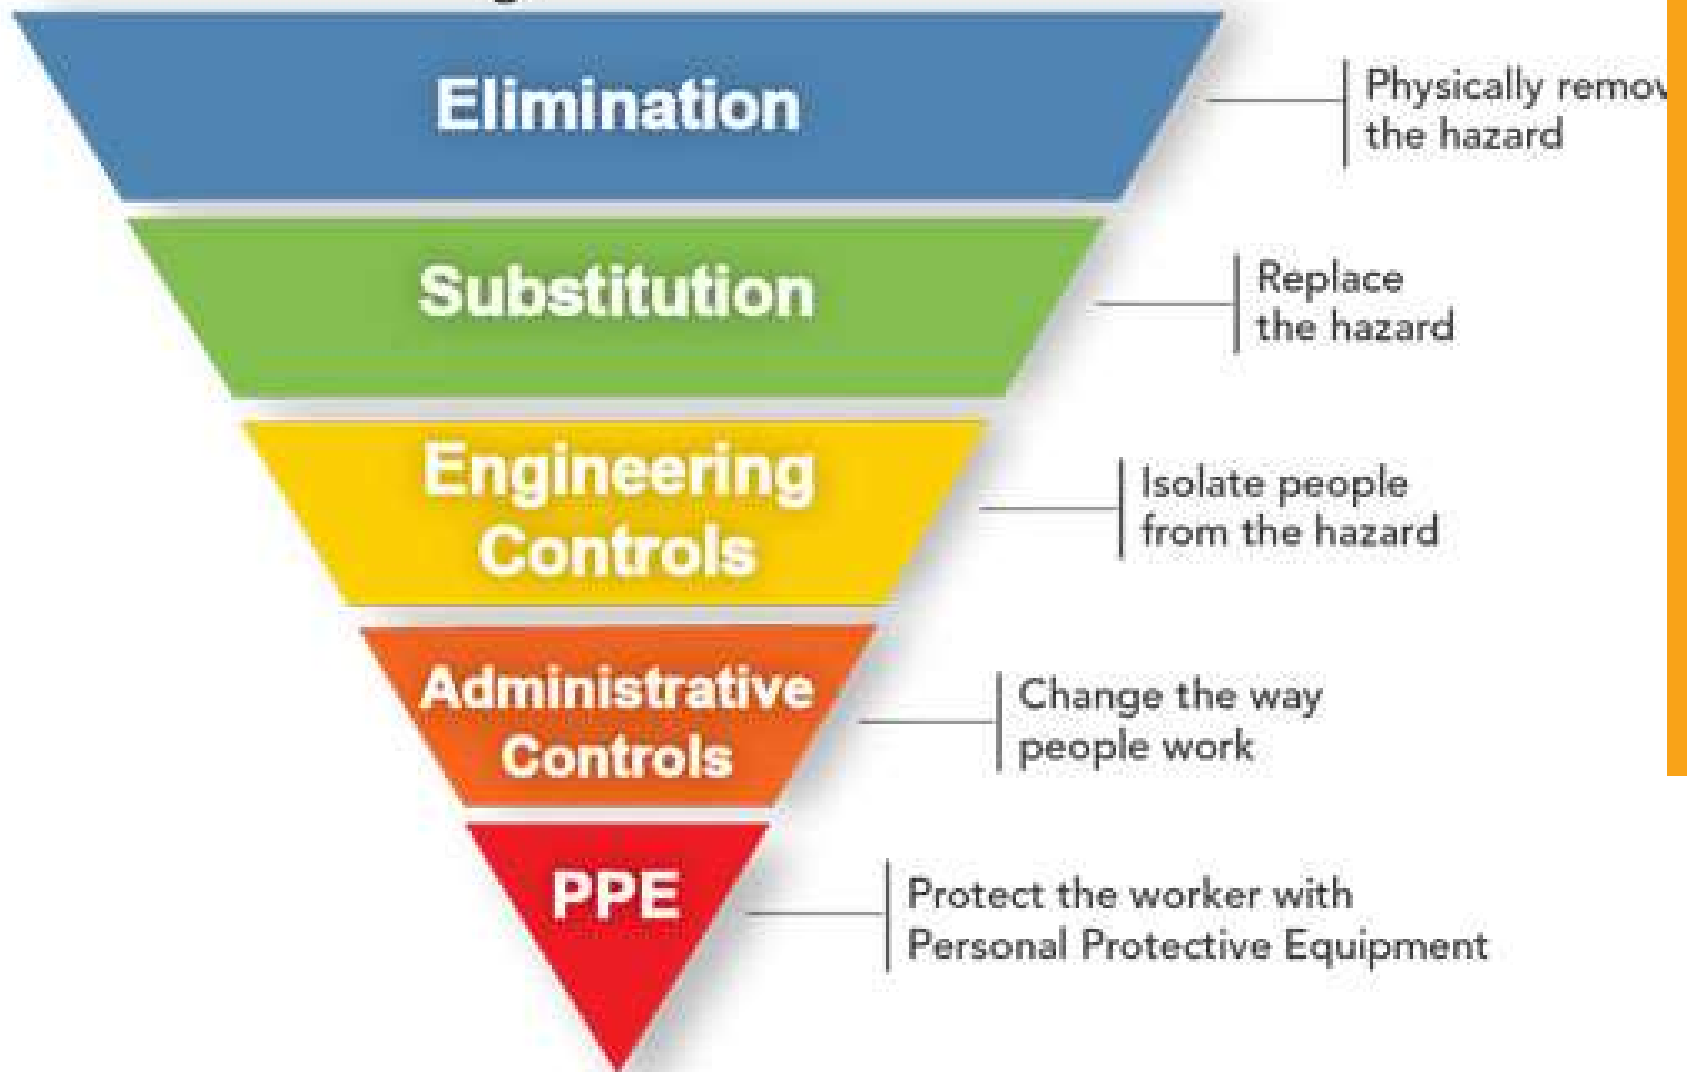 Elimination
Physically remov
the hazard
Substitution
Replace
the hazard
Engineering
Controls
Isolate people
from the hazard
Administrative
Controls
Change the way
people work
PPE
Protect the worker with
Personal Protective Equipment